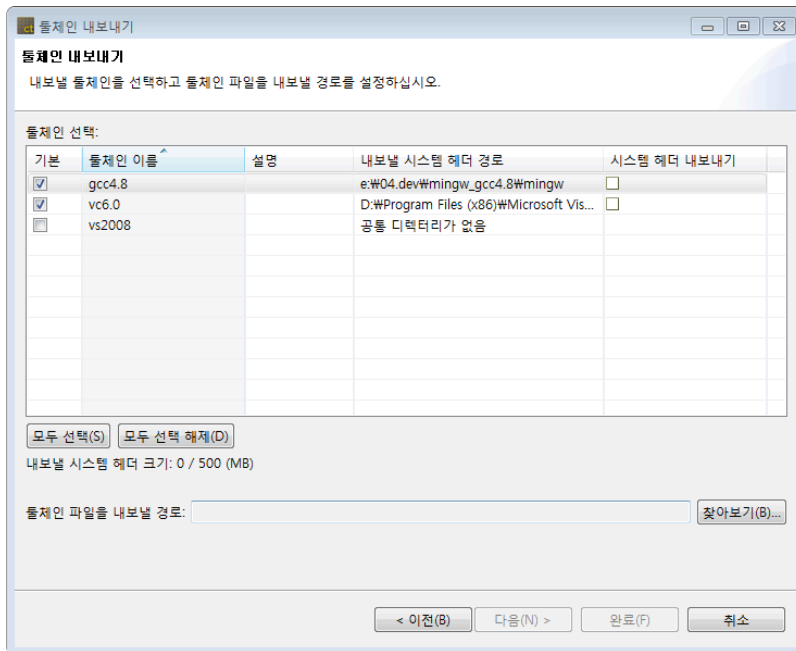 ct 툴체인 내보내기
툴체인 내보내기
내보낼 툴체인을 선택하고 툴체인 파일을 내보낼 경로를 설정하십시오.
툴체인 선택:
기본 툴체인 이름 설명 내보낼 시스템 헤더 경로 시스템 헤더 내보내기
gcc4.8 e:₩04.dev₩mingw_gcc4.8₩mingw
vc6.0 D:₩Program Files (x86)₩Microsoft Vis...
vs2008 공통 디렉터리가 없음
모두 선택(S) 모두 선택 해제(D)
내보낼 시스템 헤더 크기: 0 / 500 (MB)
툴체인 파일을 내보낼 경로: 찾아보기(B)...
< 이전(B) 다음(N) > 완료(F) 취소